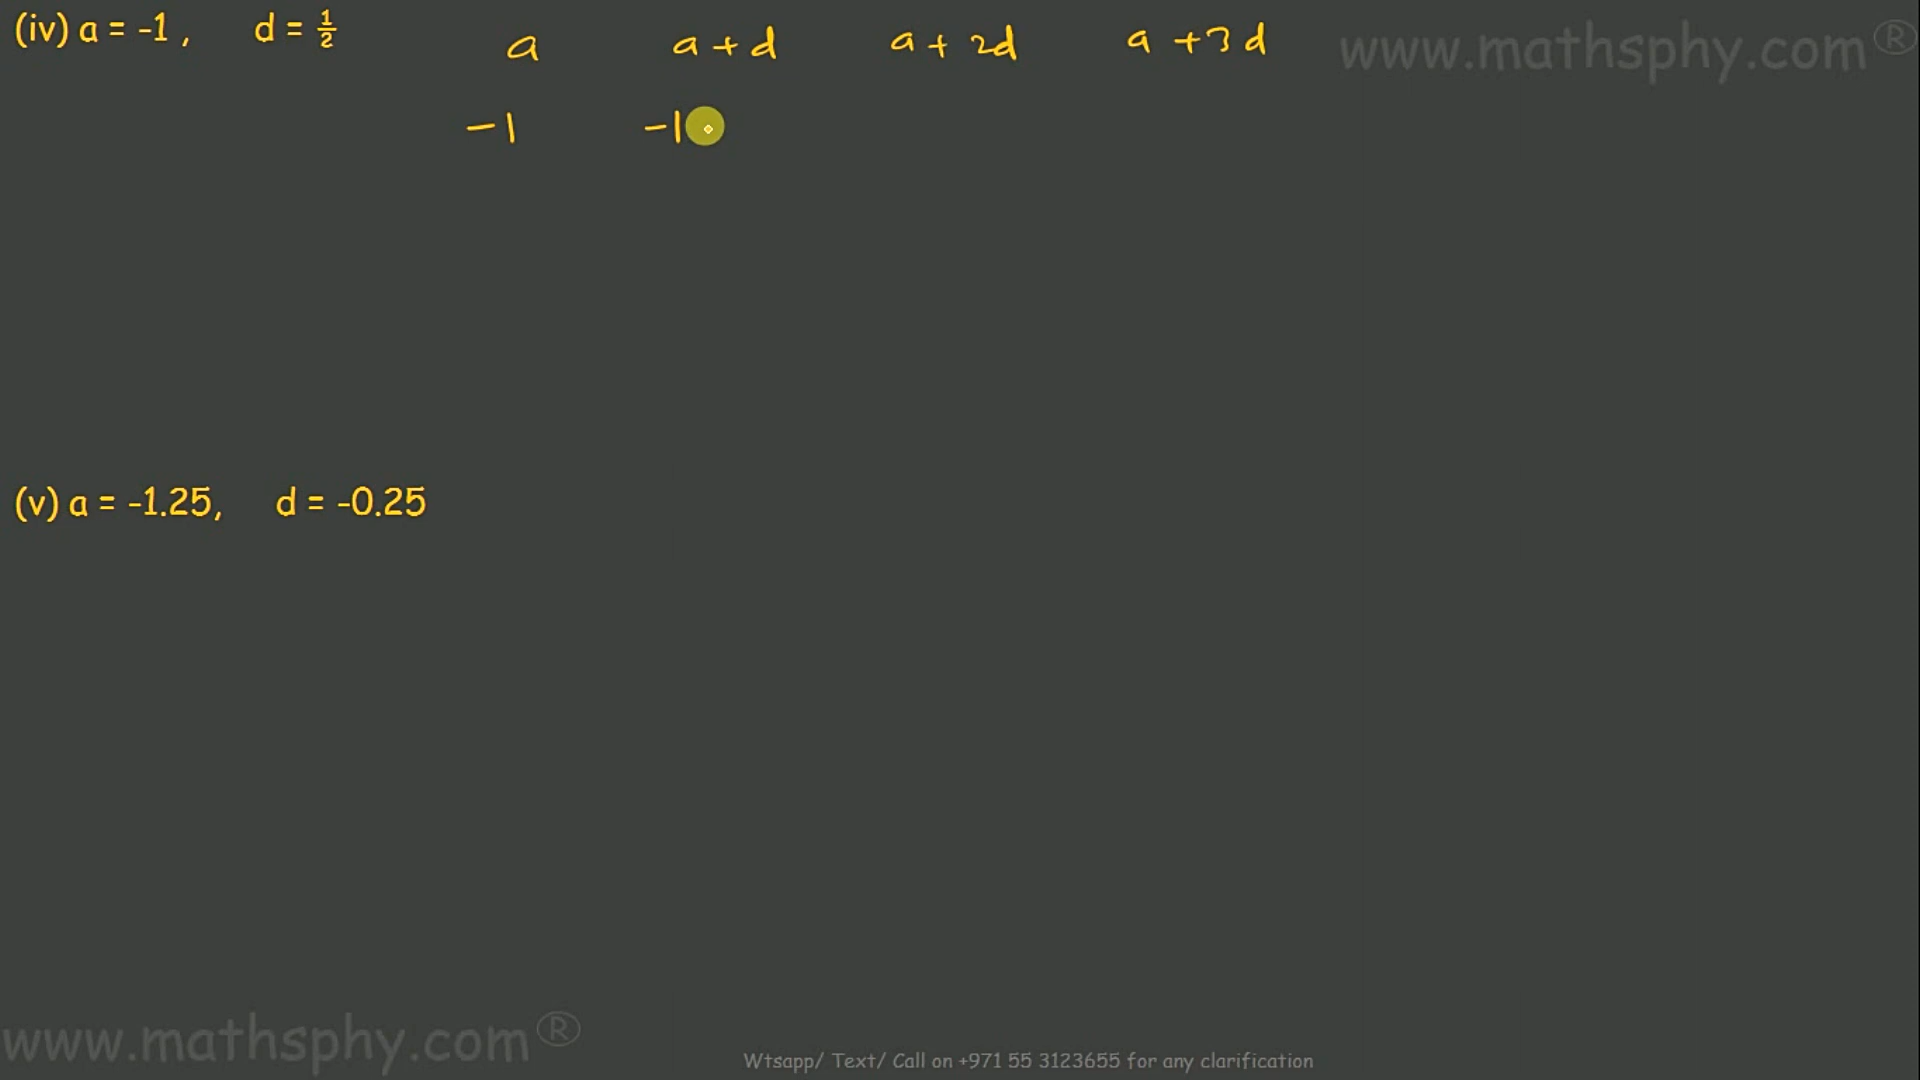 (iv) a = -1 , d = 1/2 a a + d a + 2d a + 3d www.mathsphy.com®
-1 -1
(v) a = -1.25, d = -0.25
www.mathsphy.com®
Wtsapp/ Text/ Call on +971 55 3123655 for any clarification